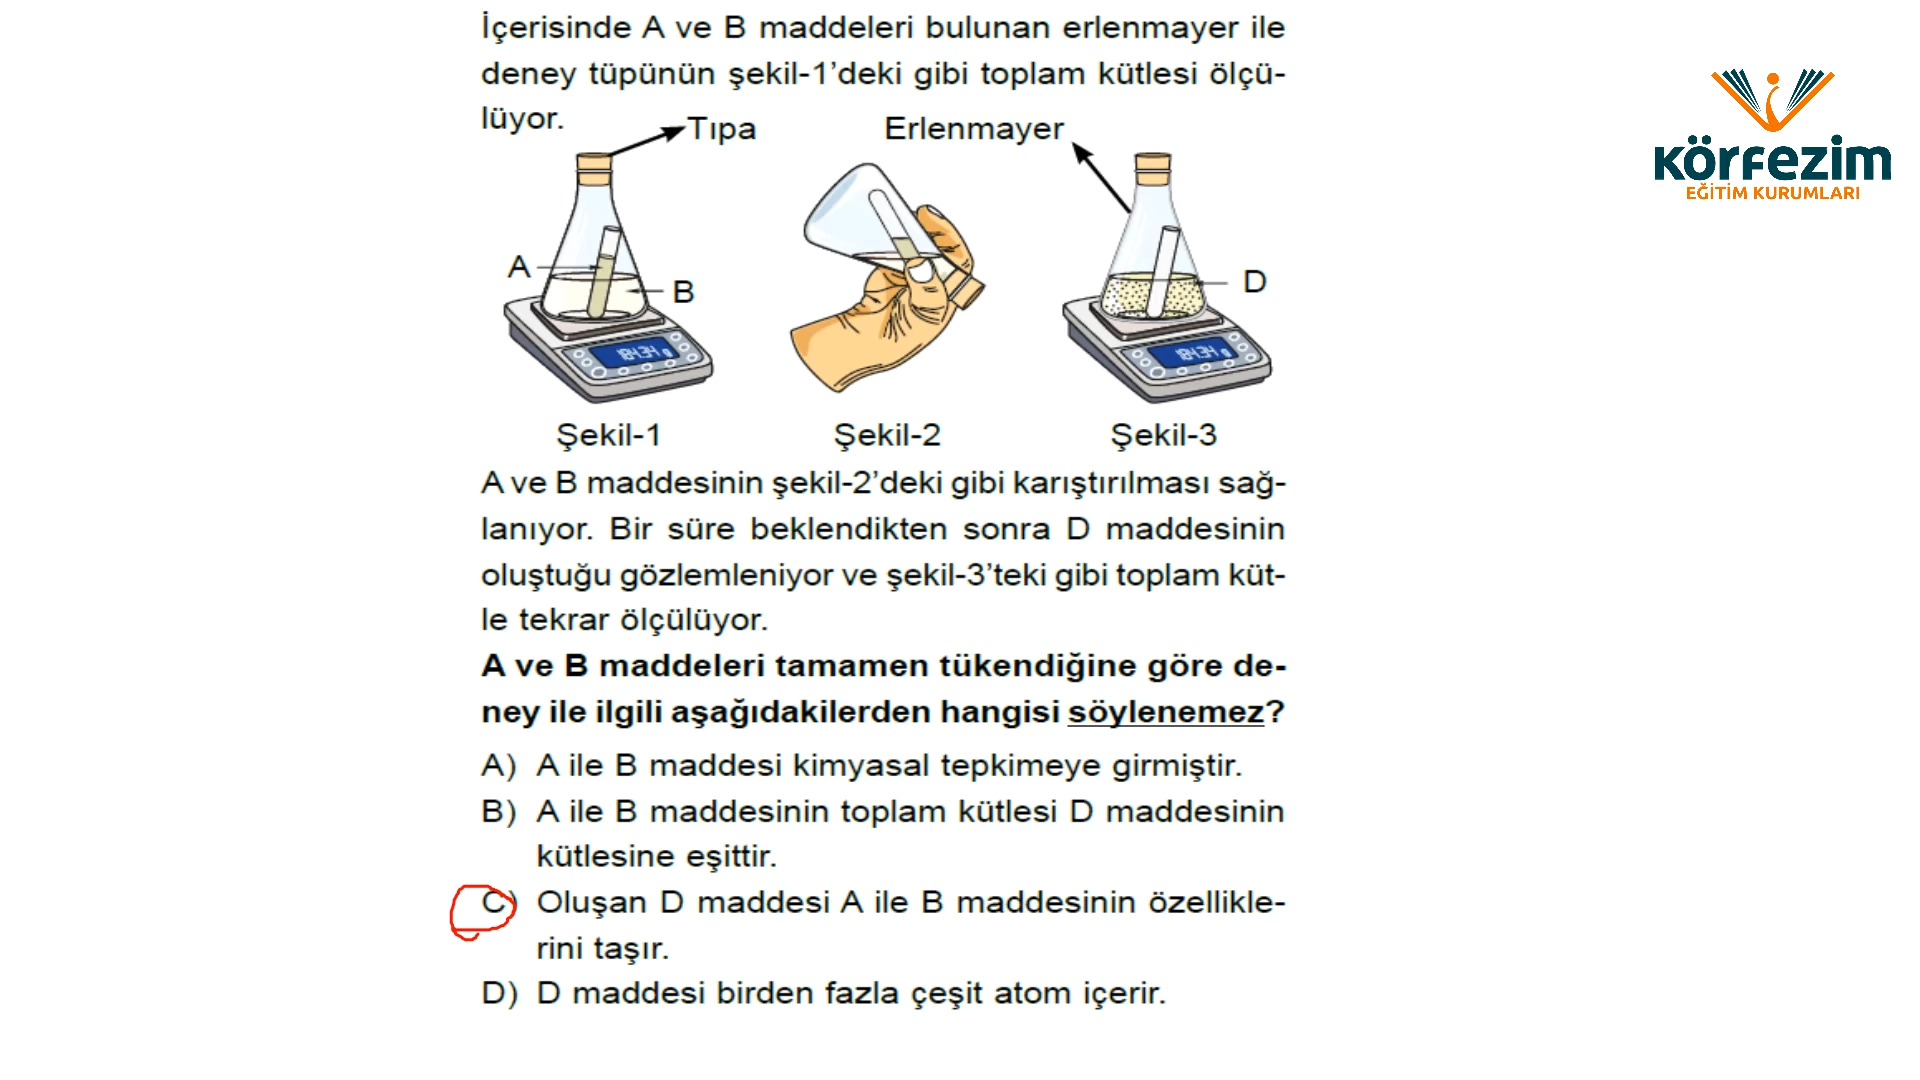 İçerisinde A ve B maddeleri bulunan erlenmayer ile
deney tüpünün şekil-1’deki gibi toplam kütlesi ölçü-
lüyor.
Tıpa
Erlenmayer
körfezim
EĞİTİM KURUMLARI
A
B
D
184.34 g
184.34 g
Şekil-1
Şekil-2
Şekil-3
A ve B maddesinin şekil-2’deki gibi karıştırılması sağ-
lanıyor. Bir süre beklendikten sonra D maddesinin
oluştuğu gözlemleniyor ve şekil-3’teki gibi toplam küt-
le tekrar ölçülüyor.
A ve B maddeleri tamamen tükendiğine göre de-
ney ile ilgili aşağıdakilerden hangisi söylenemez?
A) A ile B maddesi kimyasal tepkimeye girmiştir.
B) A ile B maddesinin toplam kütlesi D maddesinin
kütlesine eşittir.
C) Oluşan D maddesi A ile B maddesinin özellikle-
rini taşır.
D) D maddesi birden fazla çeşit atom içerir.